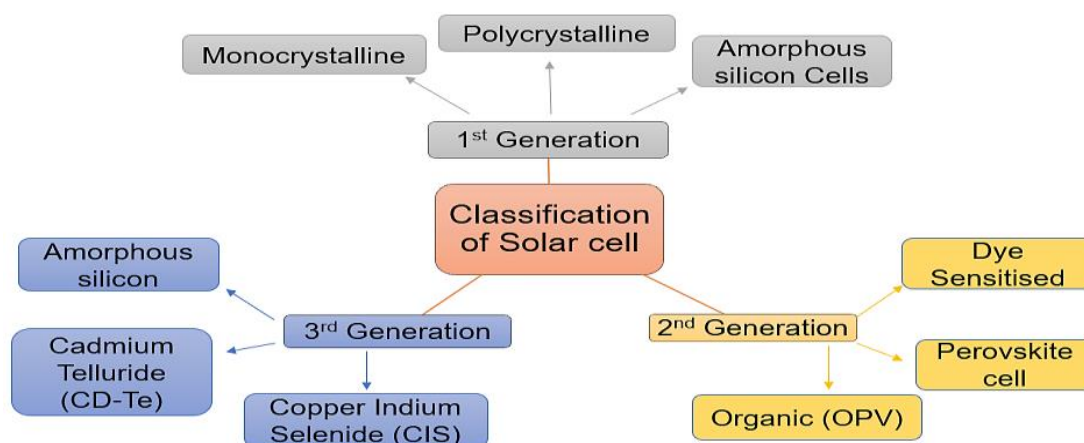 Monocrystalline
Polycrystalline
Amorphous
silicon Cells
1st Generation
Classification
of Solar cell
Amorphous
silicon
3rd Generation
Cadmium
Telluride
(CD-Te)
Copper Indium
Selenide (CIS)
2nd Generation
Dye
Sensitised
Perovskite
cell
Organic (OPV)